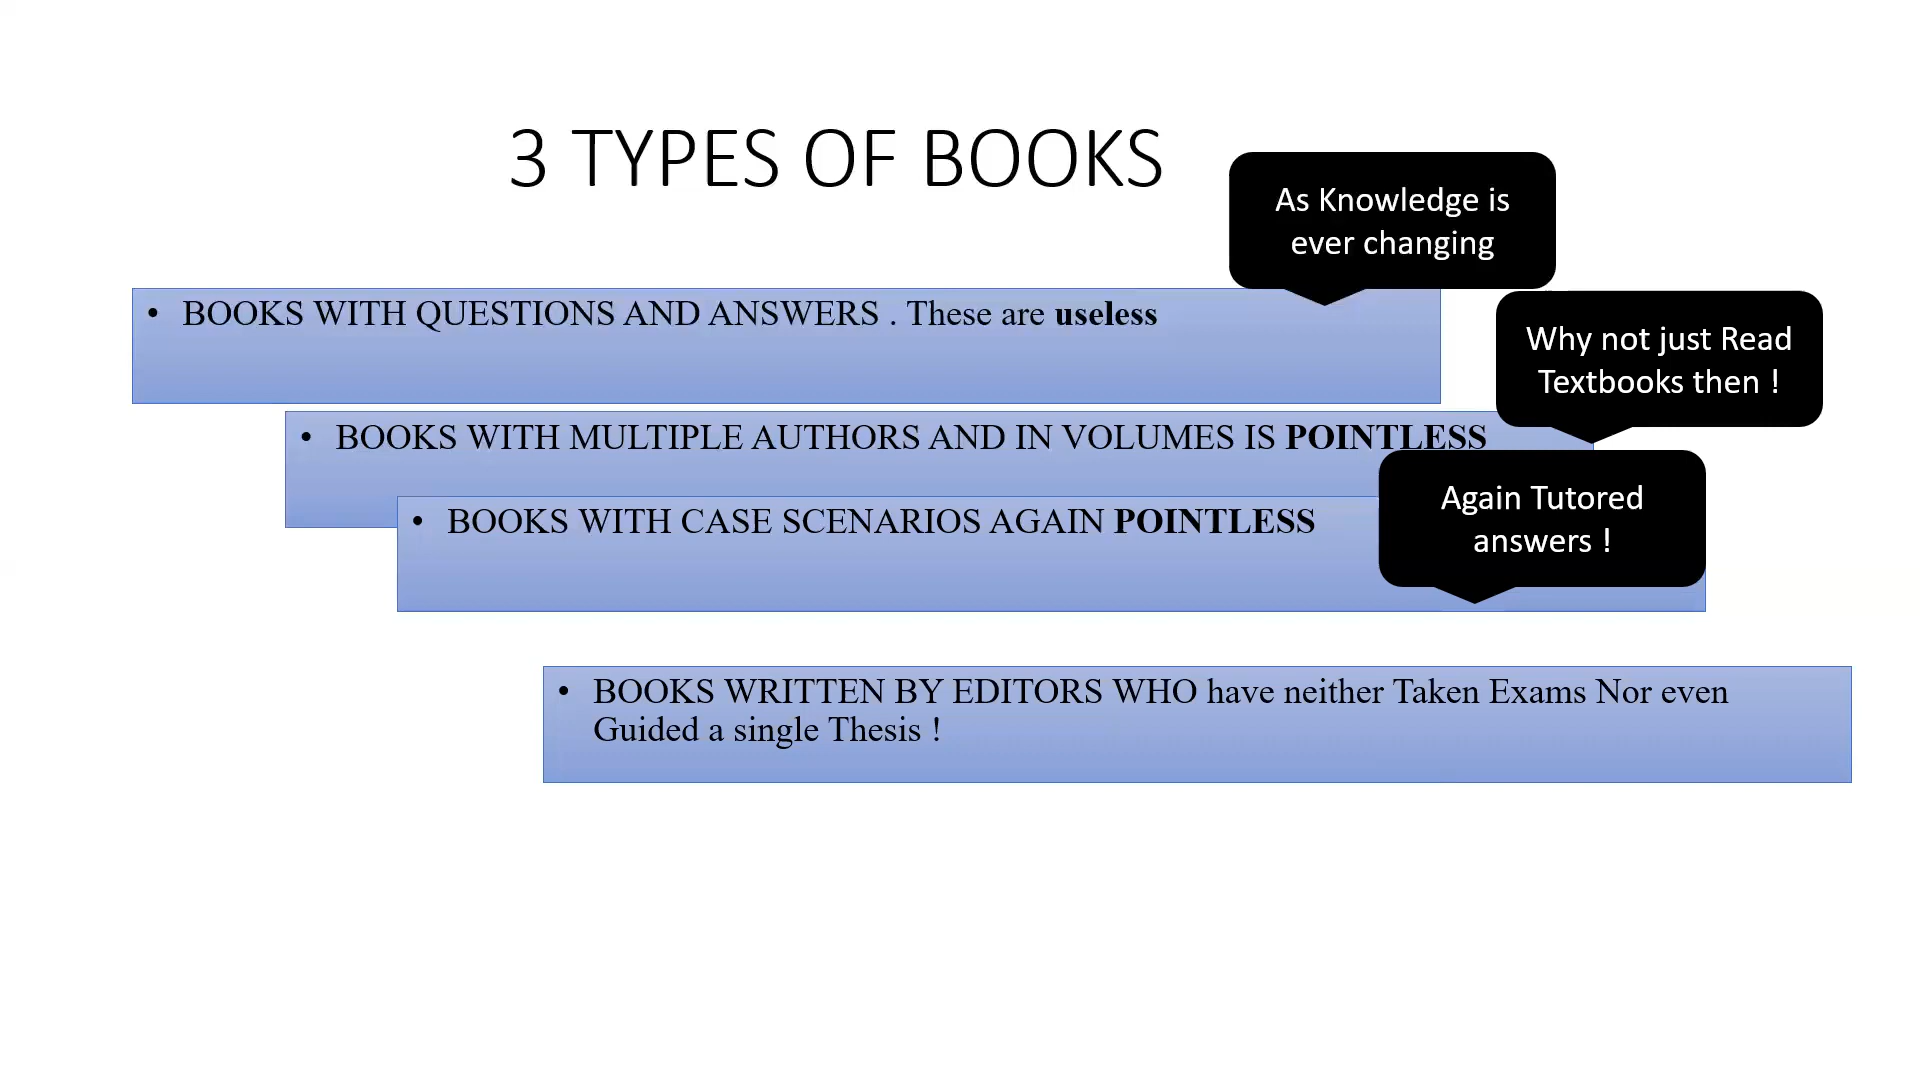 3 TYPES OF BOOKS
As Knowledge is
ever changing
• BOOKS WITH QUESTIONS AND ANSWERS . These are useless
Why not just Read
Textbooks then !
• BOOKS WITH MULTIPLE AUTHORS AND IN VOLUMES IS POINTLESS
Again Tutored
answers !
• BOOKS WITH CASE SCENARIOS AGAIN POINTLESS
• BOOKS WRITTEN BY EDITORS WHO have neither Taken Exams Nor even
Guided a single Thesis !